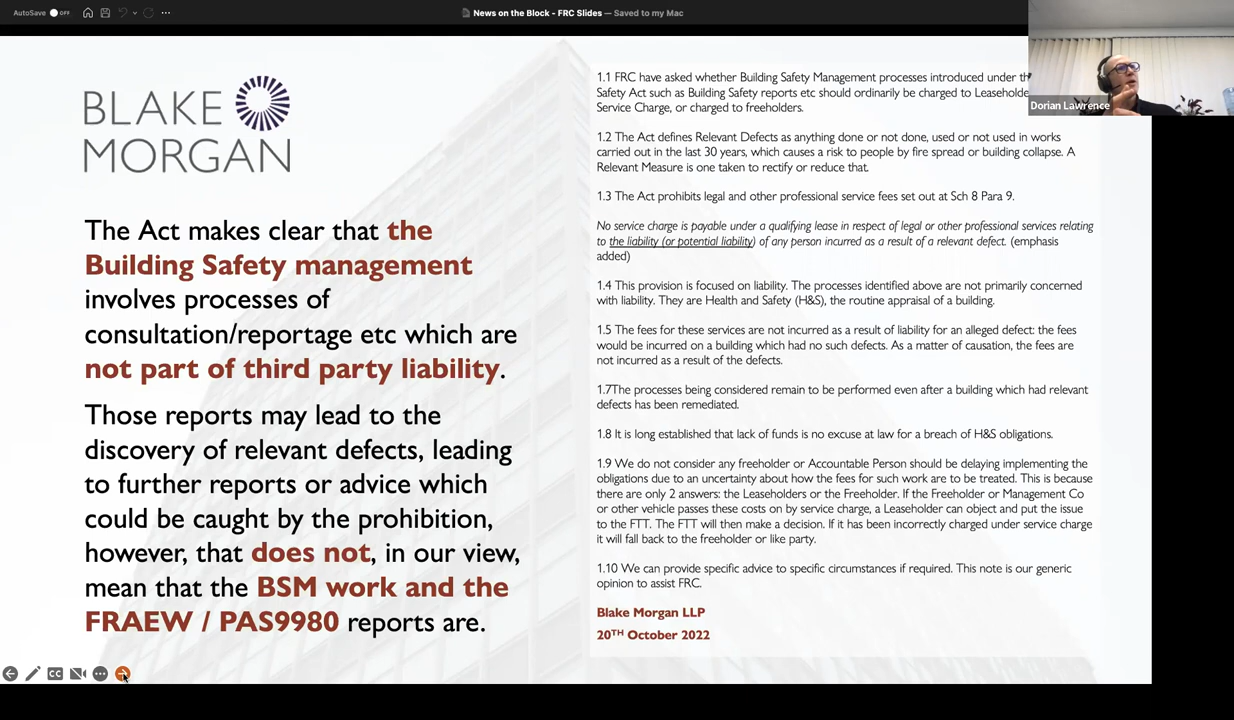 AutoSave OFF
News on the Block - FRC Slides — Saved to my Mac
Dorian Lawrence
BLAKE
MORGAN
The Act makes clear that the
Building Safety management
involves processes of
consultation/reportage etc which are
not part of third party liability.
Those reports may lead to the
discovery of relevant defects, leading
to further reports or advice which
could be caught by the prohibition,
however, that does not, in our view,
mean that the BSM work and the
FRAEW / PAS9980 reports are.
1.1 FRC have asked whether Building Safety Management processes introduced under
Safety Act such as Building Safety reports etc should ordinarily be charged to
Service Charge, or charged to freeholders.
1.2 The Act defines Relevant Defects as anything done or not done, used or not used in works
carried out in the last 30 years, which causes a risk to people by fire spread or building collapse. A
Relevant Measure is one taken to rectify or reduce that.
1.3 The Act prohibits legal and other professional service fees set out at Sch 8 Para 9.
No service charge is payable under a qualifying lease in respect of legal or other professional services relating
to the liability (or potential liability) of any person incurred as a result of a relevant defect. (emphasis
added)
1.4 This provision is focused on liability. The processes identified above are not primarily concerned
with liability. They are Health and Safety (H&S), the routine appraisal of a building.
1.5 The fees for these services are not incurred as a result of liability for an alleged defect: the fees
would be incurred on a building which had no such defects. As a matter of causation, the fees are
not incurred as a result of the defects.
1.7The processes being considered remain to be performed even after a building which had relevant
defects has been remediated.
1.8 It is long established that lack of funds is no excuse at law for a breach of H&S obligations.
1.9 We do not consider any freeholder or Accountable Person should be delaying implementing the
obligations due to an uncertainty about how the fees for such work are to be treated. This is because
there are only 2 answers: the Leaseholders or the Freeholder. If the Freeholder or Management Co
or other vehicle passes these costs on by service charge, a Leaseholder can object and put the issue
to the FTT. The FTT will then make a decision. If it has been incorrectly charged under service charge
it will fall back to the freeholder or like party.
1.10 We can provide specific advice to specific circumstances if required. This note is our generic
opinion to assist FRC.
Blake Morgan LLP
20TH October 2022
CC